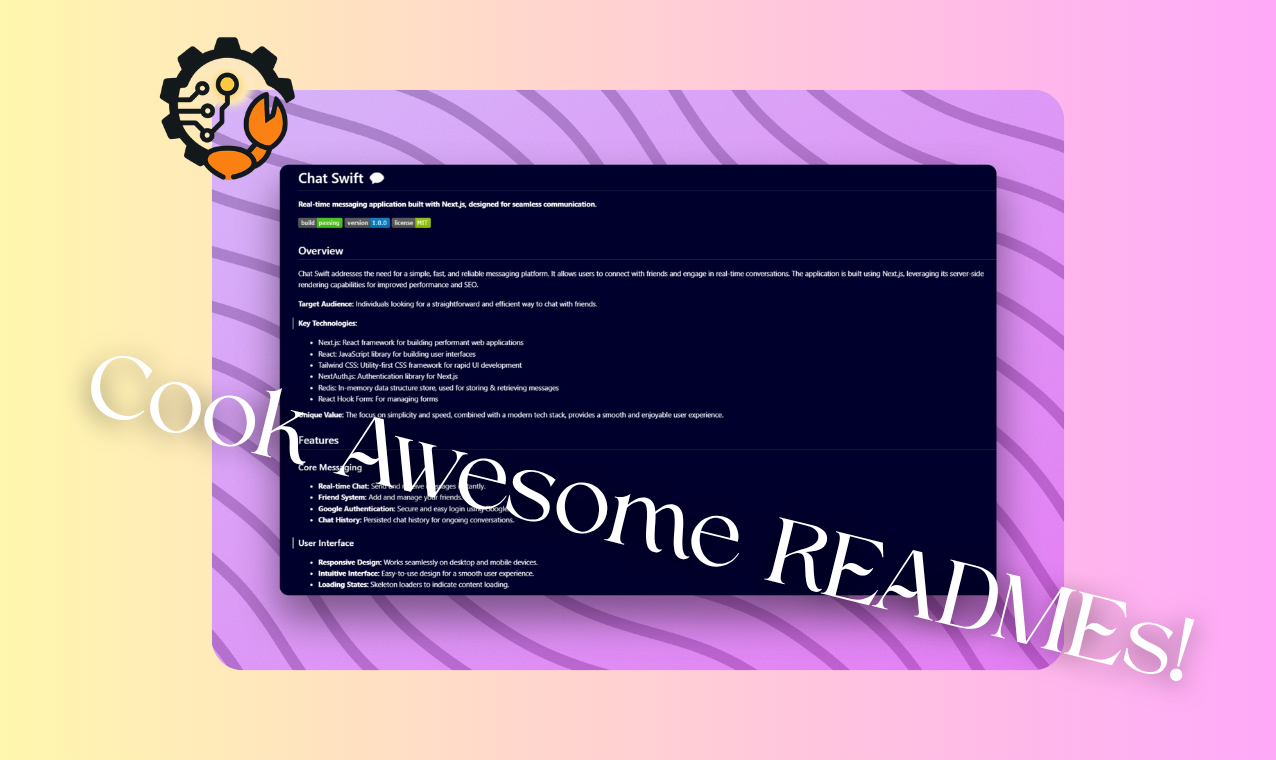 Chat Swift
Real-time messaging application built with Next.js, designed for seamless communication.
build passing version 1.0.0 license MIT
Overview
Chat Swift addresses the need for a simple, fast, and reliable messaging platform. It allows users to connect with friends and engage in real-time conversations. The application is built using Next.js, leveraging its server-side
rendering capabilities for improved performance and SEO.
Target Audience: Individuals looking for a straightforward and efficient way to chat with friends.
Key Technologies:
Next.js: React framework for building performant web applications
React: JavaScript library for building user interfaces
Tailwind CSS: Utility-first CSS framework for rapid UI development
NextAuth.js: Authentication library for Next.js
Redis: In-memory data structure store, used for storing & retrieving messages
React Hook Form: For managing forms
Unique Value: The focus on simplicity and speed, combined with a modern tech stack, provides a smooth and enjoyable user experience.
Features
Core Messaging
Real-time Chat: Send and receive messages instantly.
Friend System: Add and manage your friends.
Google Authentication: Secure and easy login using Google.
Chat History: Persisted chat history for ongoing conversations.
User Interface
Responsive Design: Works seamlessly on desktop and mobile devices.
Intuitive Interface: Easy-to-use design for a smooth user experience.
Loading States: Skeleton loaders to indicate content loading.
Cook Awesome READMEs!